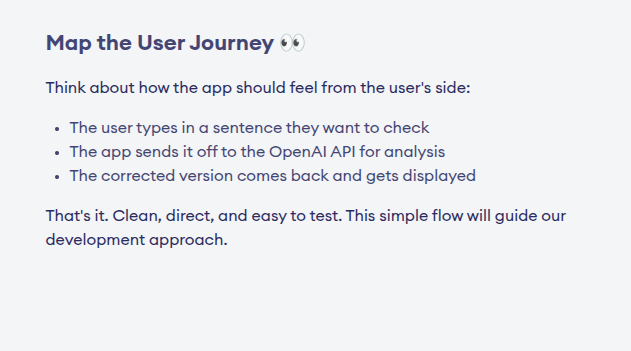 Map the User Journey 👀
Think about how the app should feel from the user's side:
• The user types in a sentence they want to check
• The app sends it off to the OpenAI API for analysis
• The corrected version comes back and gets displayed
That's it. Clean, direct, and easy to test. This simple flow will guide our
development approach.